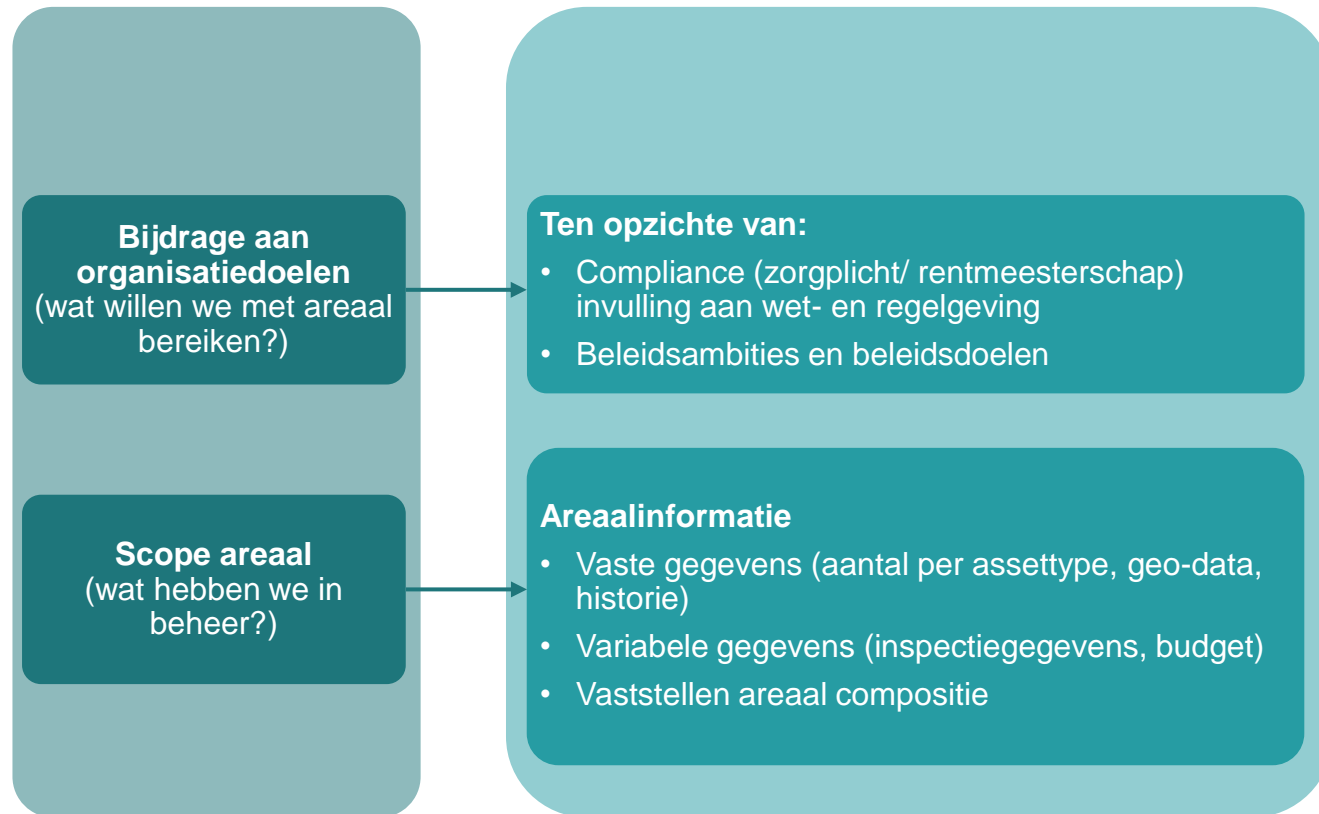 Bijdrage aan
organisatiedoelen
(wat willen we met areaal
bereiken?)
Ten opzichte van:
• Compliance (zorgplicht/ rentmeesterschap)
invulling aan wet- en regelgeving
• Beleidsambities en beleidsdoelen
Scope areaal
(wat hebben we in
beheer?)
Areaalinformatie
• Vaste gegevens (aantal per assettype, geo-data,
historie)
• Variabele gegevens (inspectiegegevens, budget)
• Vaststellen areaal compositie